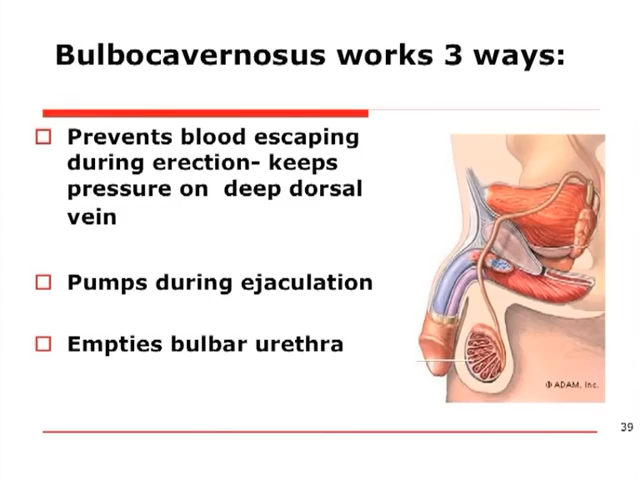 Bulbocavernosus works 3 ways:
Prevents blood escaping
during erection- keeps
pressure on deep dorsal
vein
Pumps during ejaculation
Empties bulbar urethra
© ADAM, Inc.
39